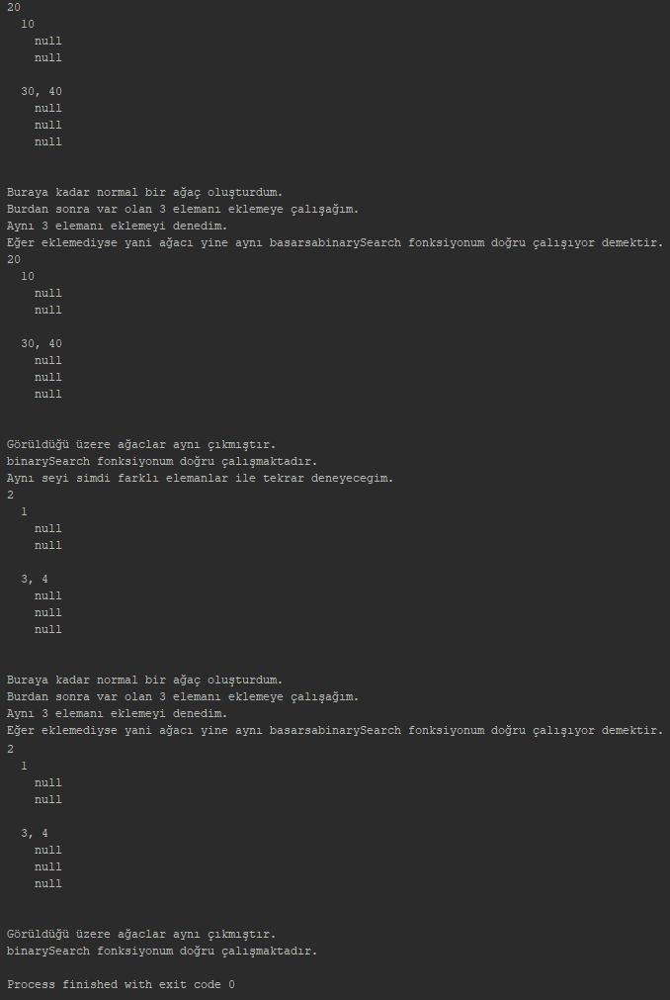 20
  10
    null
    null

  30, 40
    null
    null
    null


Buraya kadar normal bir ağaç oluşturdum.
Burdan sonra var olan 3 elemanı eklemeye çalışağım.
Aynı 3 elemanı eklemeyi denedim.
Eğer eklemediyse yani ağacı yine aynı basarsabinarySearch fonksiyonum doğru çalışıyor demektir.
20
  10
    null
    null

  30, 40
    null
    null
    null


Görüldüğü üzere ağaclar aynı çıkmıştır.
binarySearch fonksiyonum doğru çalışmaktadır.
Aynı seyi simdi farklı elemanlar ile tekrar deneyecegim.
2
  1
    null
    null

  3, 4
    null
    null
    null


Buraya kadar normal bir ağaç oluşturdum.
Burdan sonra var olan 3 elemanı eklemeye çalışağım.
Aynı 3 elemanı eklemeyi denedim.
Eğer eklemediyse yani ağacı yine aynı basarsabinarySearch fonksiyonum doğru çalışıyor demektir.
2
  1
    null
    null

  3, 4
    null
    null
    null


Görüldüğü üzere ağaclar aynı çıkmıştır.
binarySearch fonksiyonum doğru çalışmaktadır.

Process finished with exit code 0